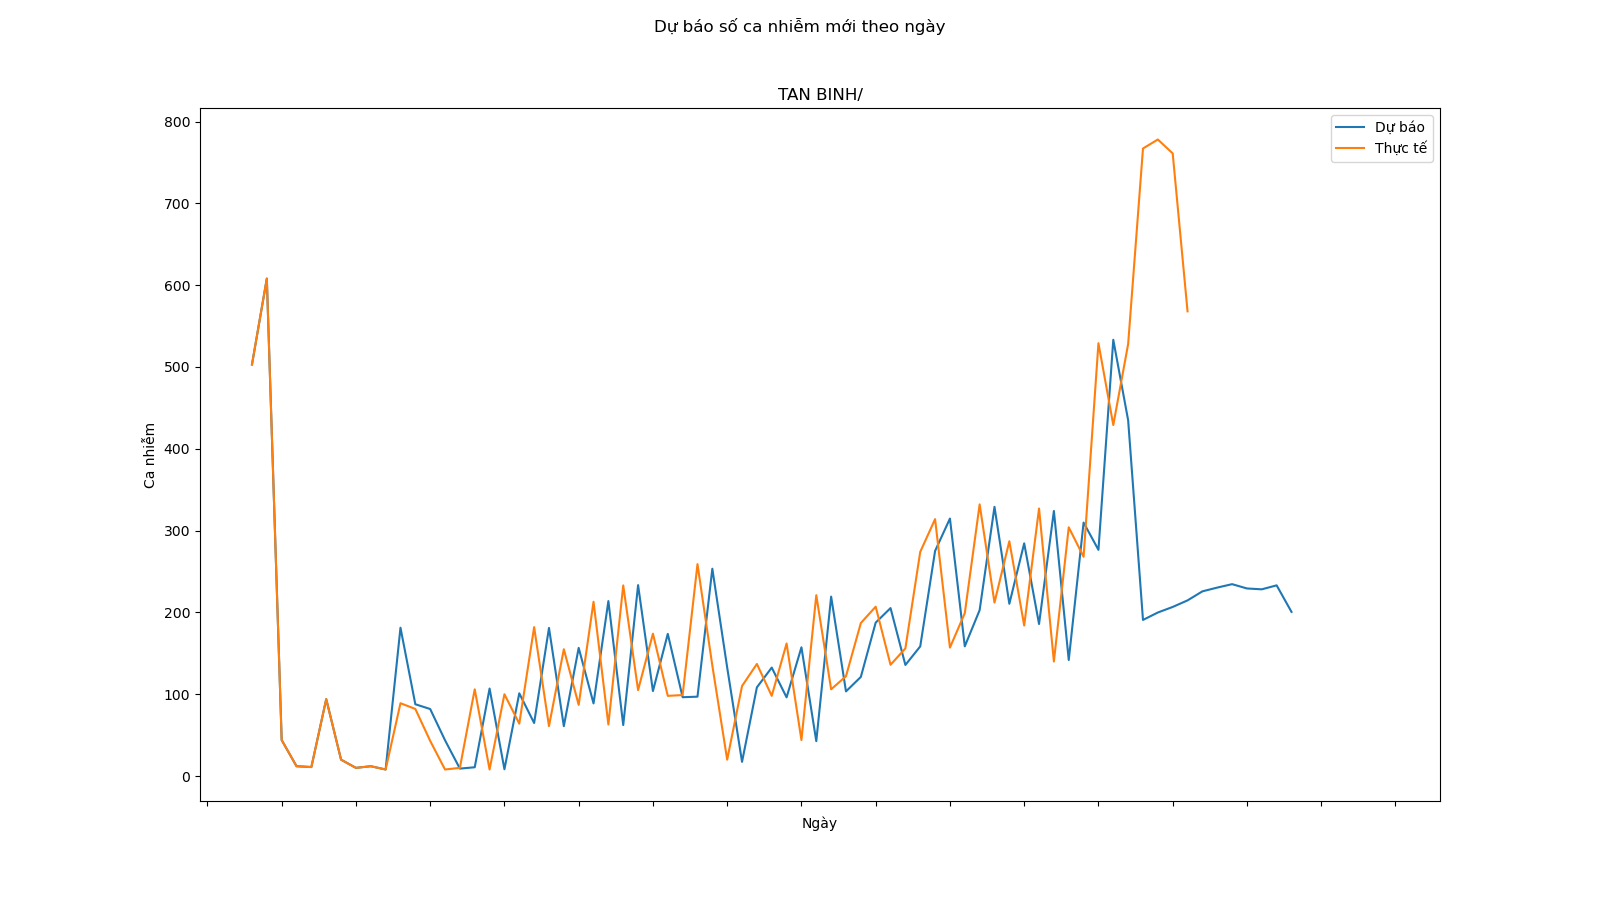 Dự báo số ca nhiễm mới theo ngày
TAN BINH/
Dự báo
Thực tế
800
700
600
500
400
300
200
100
0
Ca nhiễm
Ngày